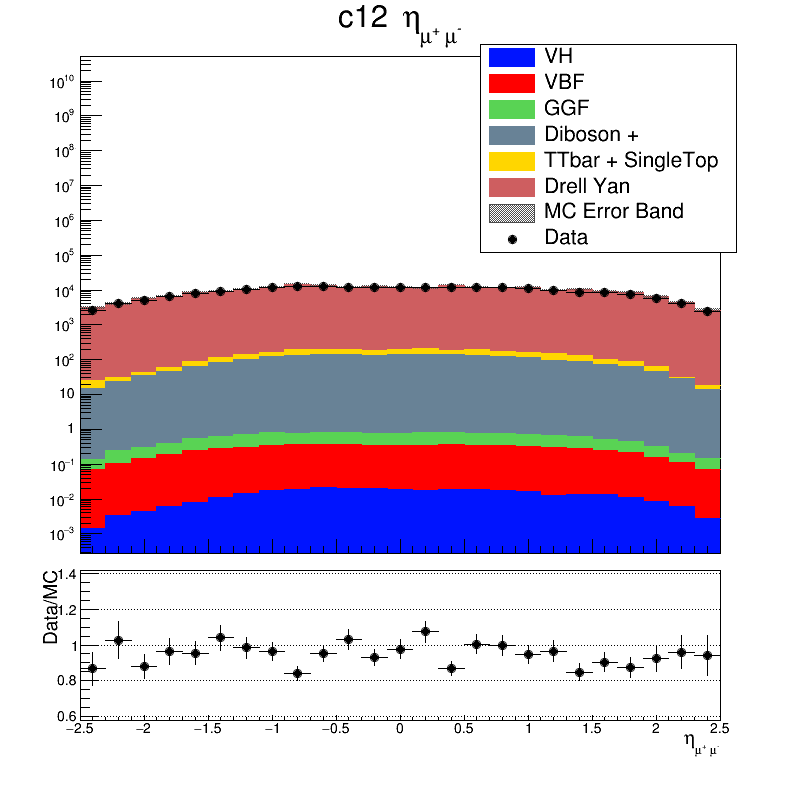 c12 η_μ⁺ μ⁻
VH
VBF
GGF
Diboson +
TTbar + SingleTop
Drell Yan
MC Error Band
Data
10¹⁰
10⁹
10⁸
10⁷
10⁶
10⁵
10⁴
10³
10²
10
1
10⁻¹
10⁻²
10⁻³
Data/MC
1.4
1.2
1
0.8
0.6
−2.5 −2 −1.5 −1 −0.5 0 0.5 1 1.5 2 2.5
η_μ⁺ μ⁻